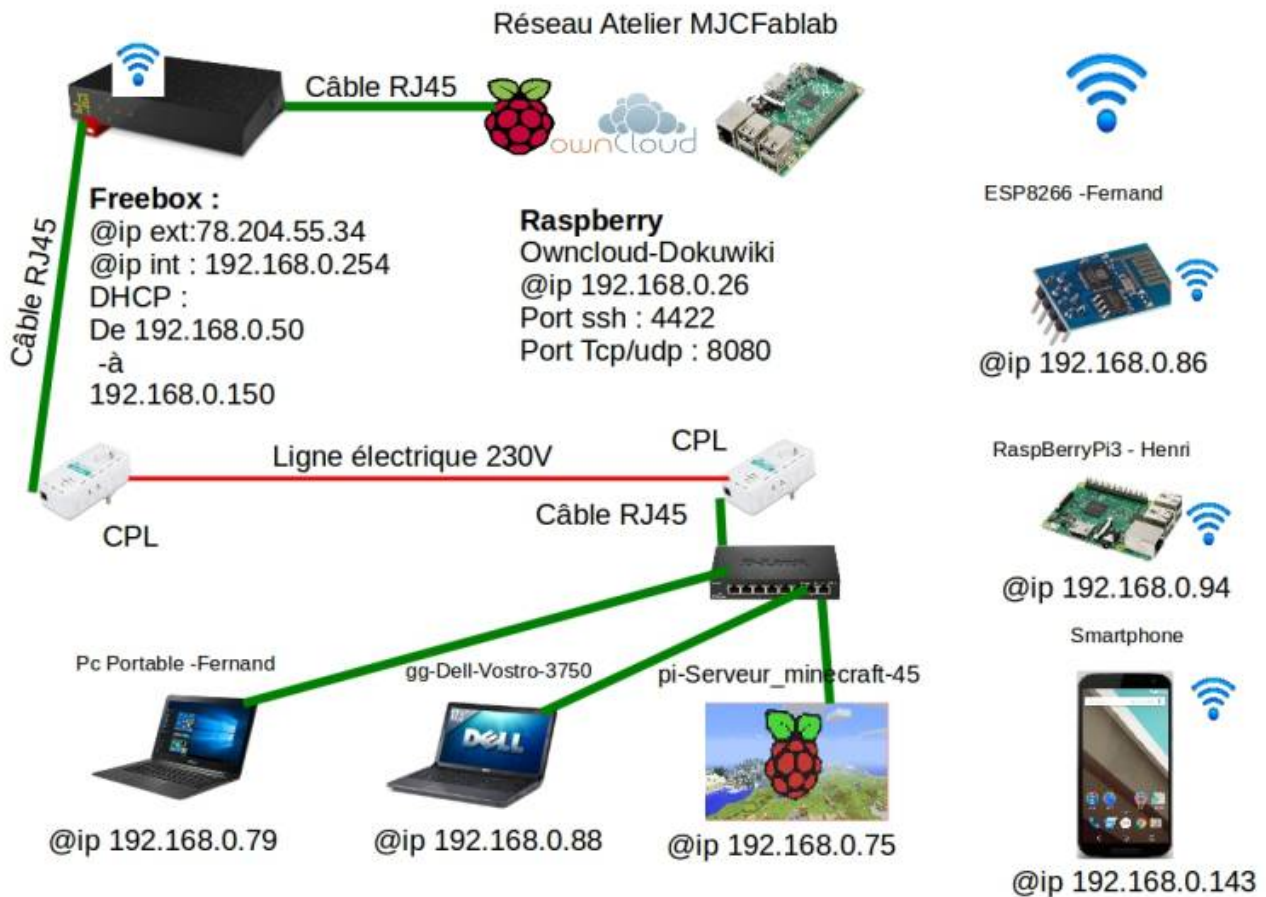 Réseau Atelier MJCFablab
Câble RJ45
ownCloud
Câble RJ45
Freebox :
@ip ext:78.204.55.34
@ip int : 192.168.0.254
DHCP :
De 192.168.0.50
-à
192.168.0.150
Raspberry
Owncloud-Dokuwiki
@ip 192.168.0.26
Port ssh : 4422
Port Tcp/udp : 8080
ESP8266 -Fernand
@ip 192.168.0.86
CPL
Ligne électrique 230V
CPL
Câble RJ45
RaspBerryPi3 - Henri
@ip 192.168.0.94
Pc Portable -Fernand
@ip 192.168.0.79
gg-Dell-Vostro-3750
DELL
@ip 192.168.0.88
pi-Serveur_minecraft-45
@ip 192.168.0.75
Smartphone
@ip 192.168.0.143